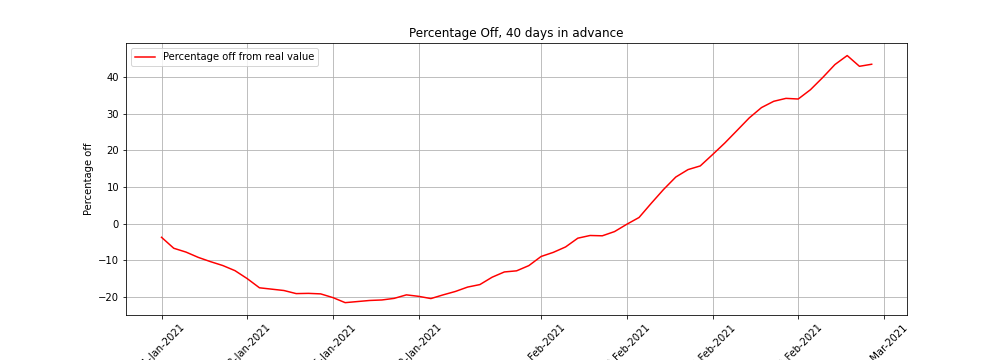 Percentage Off, 40 days in advance
Percentage off from real value
Percentage off
40
30
20
10
0
−10
−20
Jan-2021
Jan-2021
Jan-2021
Jan-2021
Feb-2021
Feb-2021
Feb-2021
Feb-2021
Mar-2021